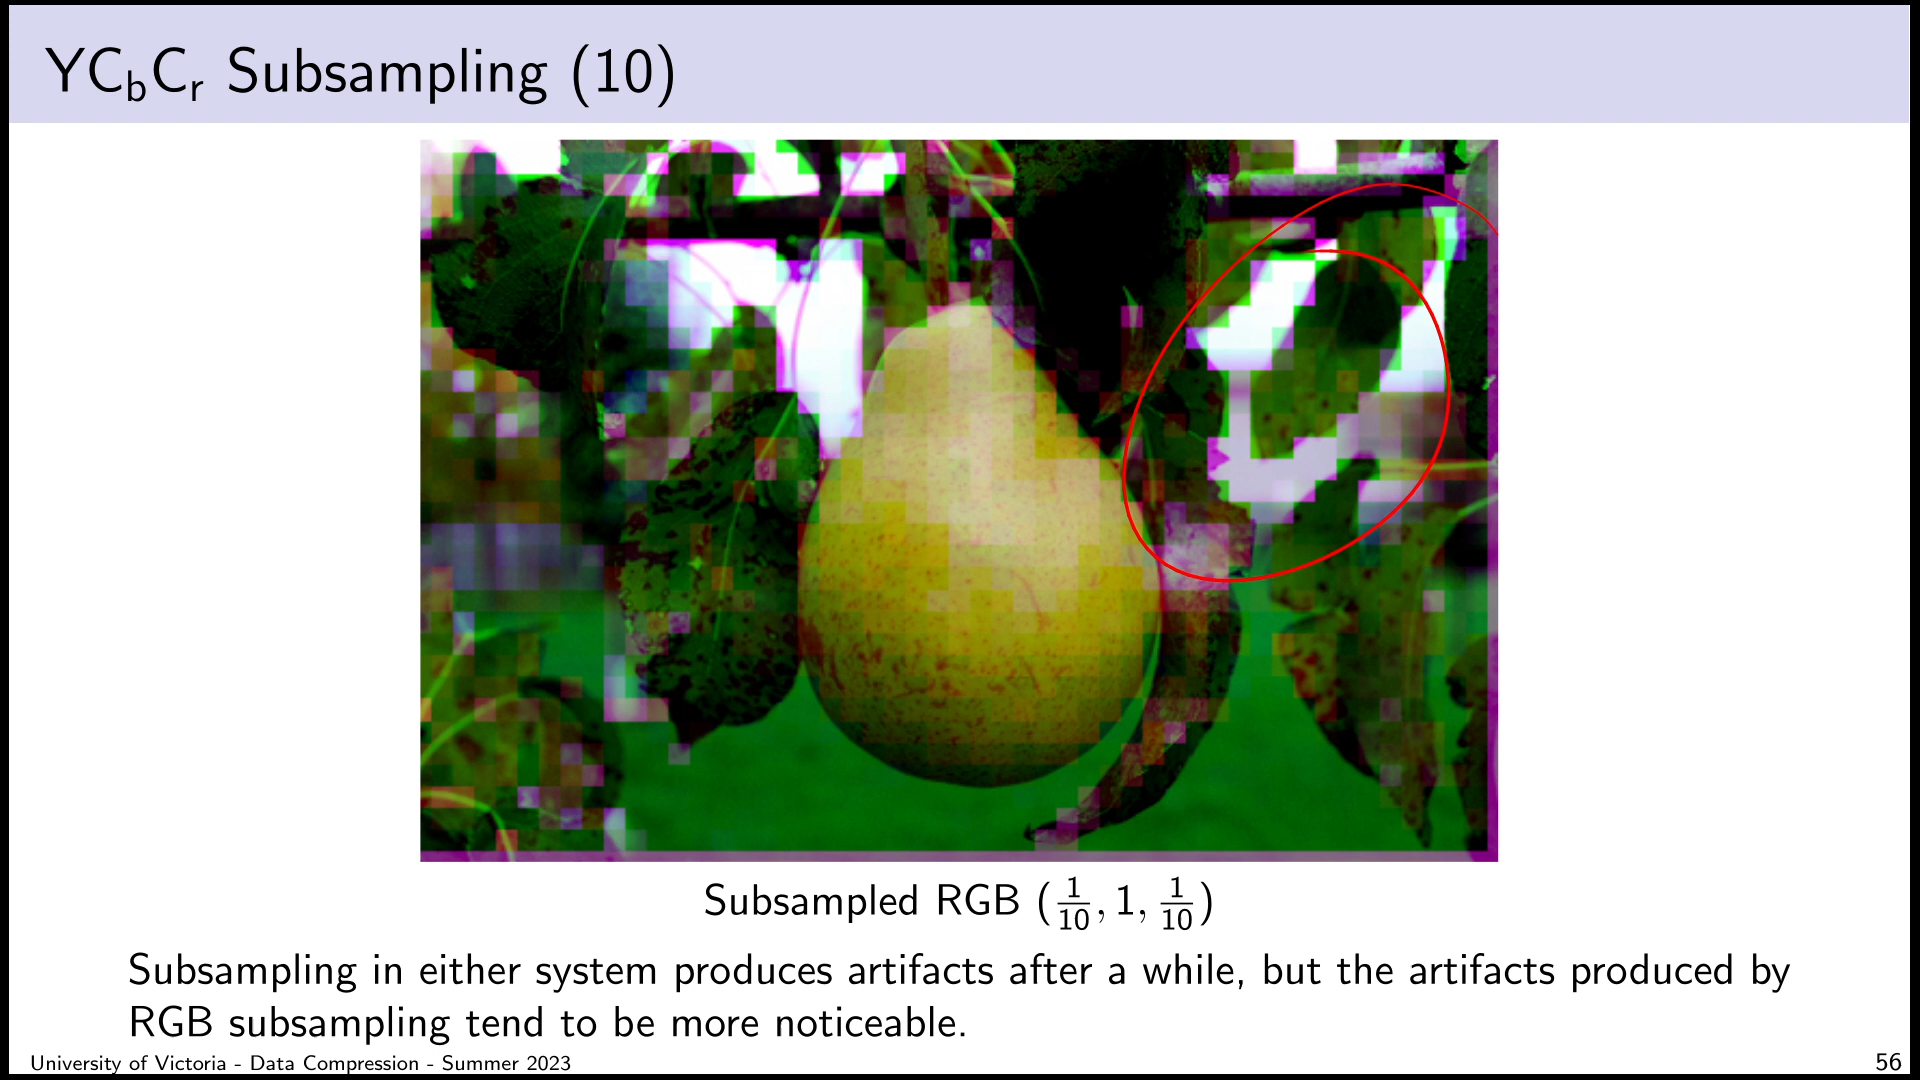 YCbCr Subsampling (10)
Subsampled RGB (1/10, 1, 1/10)
Subsampling in either system produces artifacts after a while, but the artifacts produced by
RGB subsampling tend to be more noticeable.
University of Victoria - Data Compression - Summer 2023
56